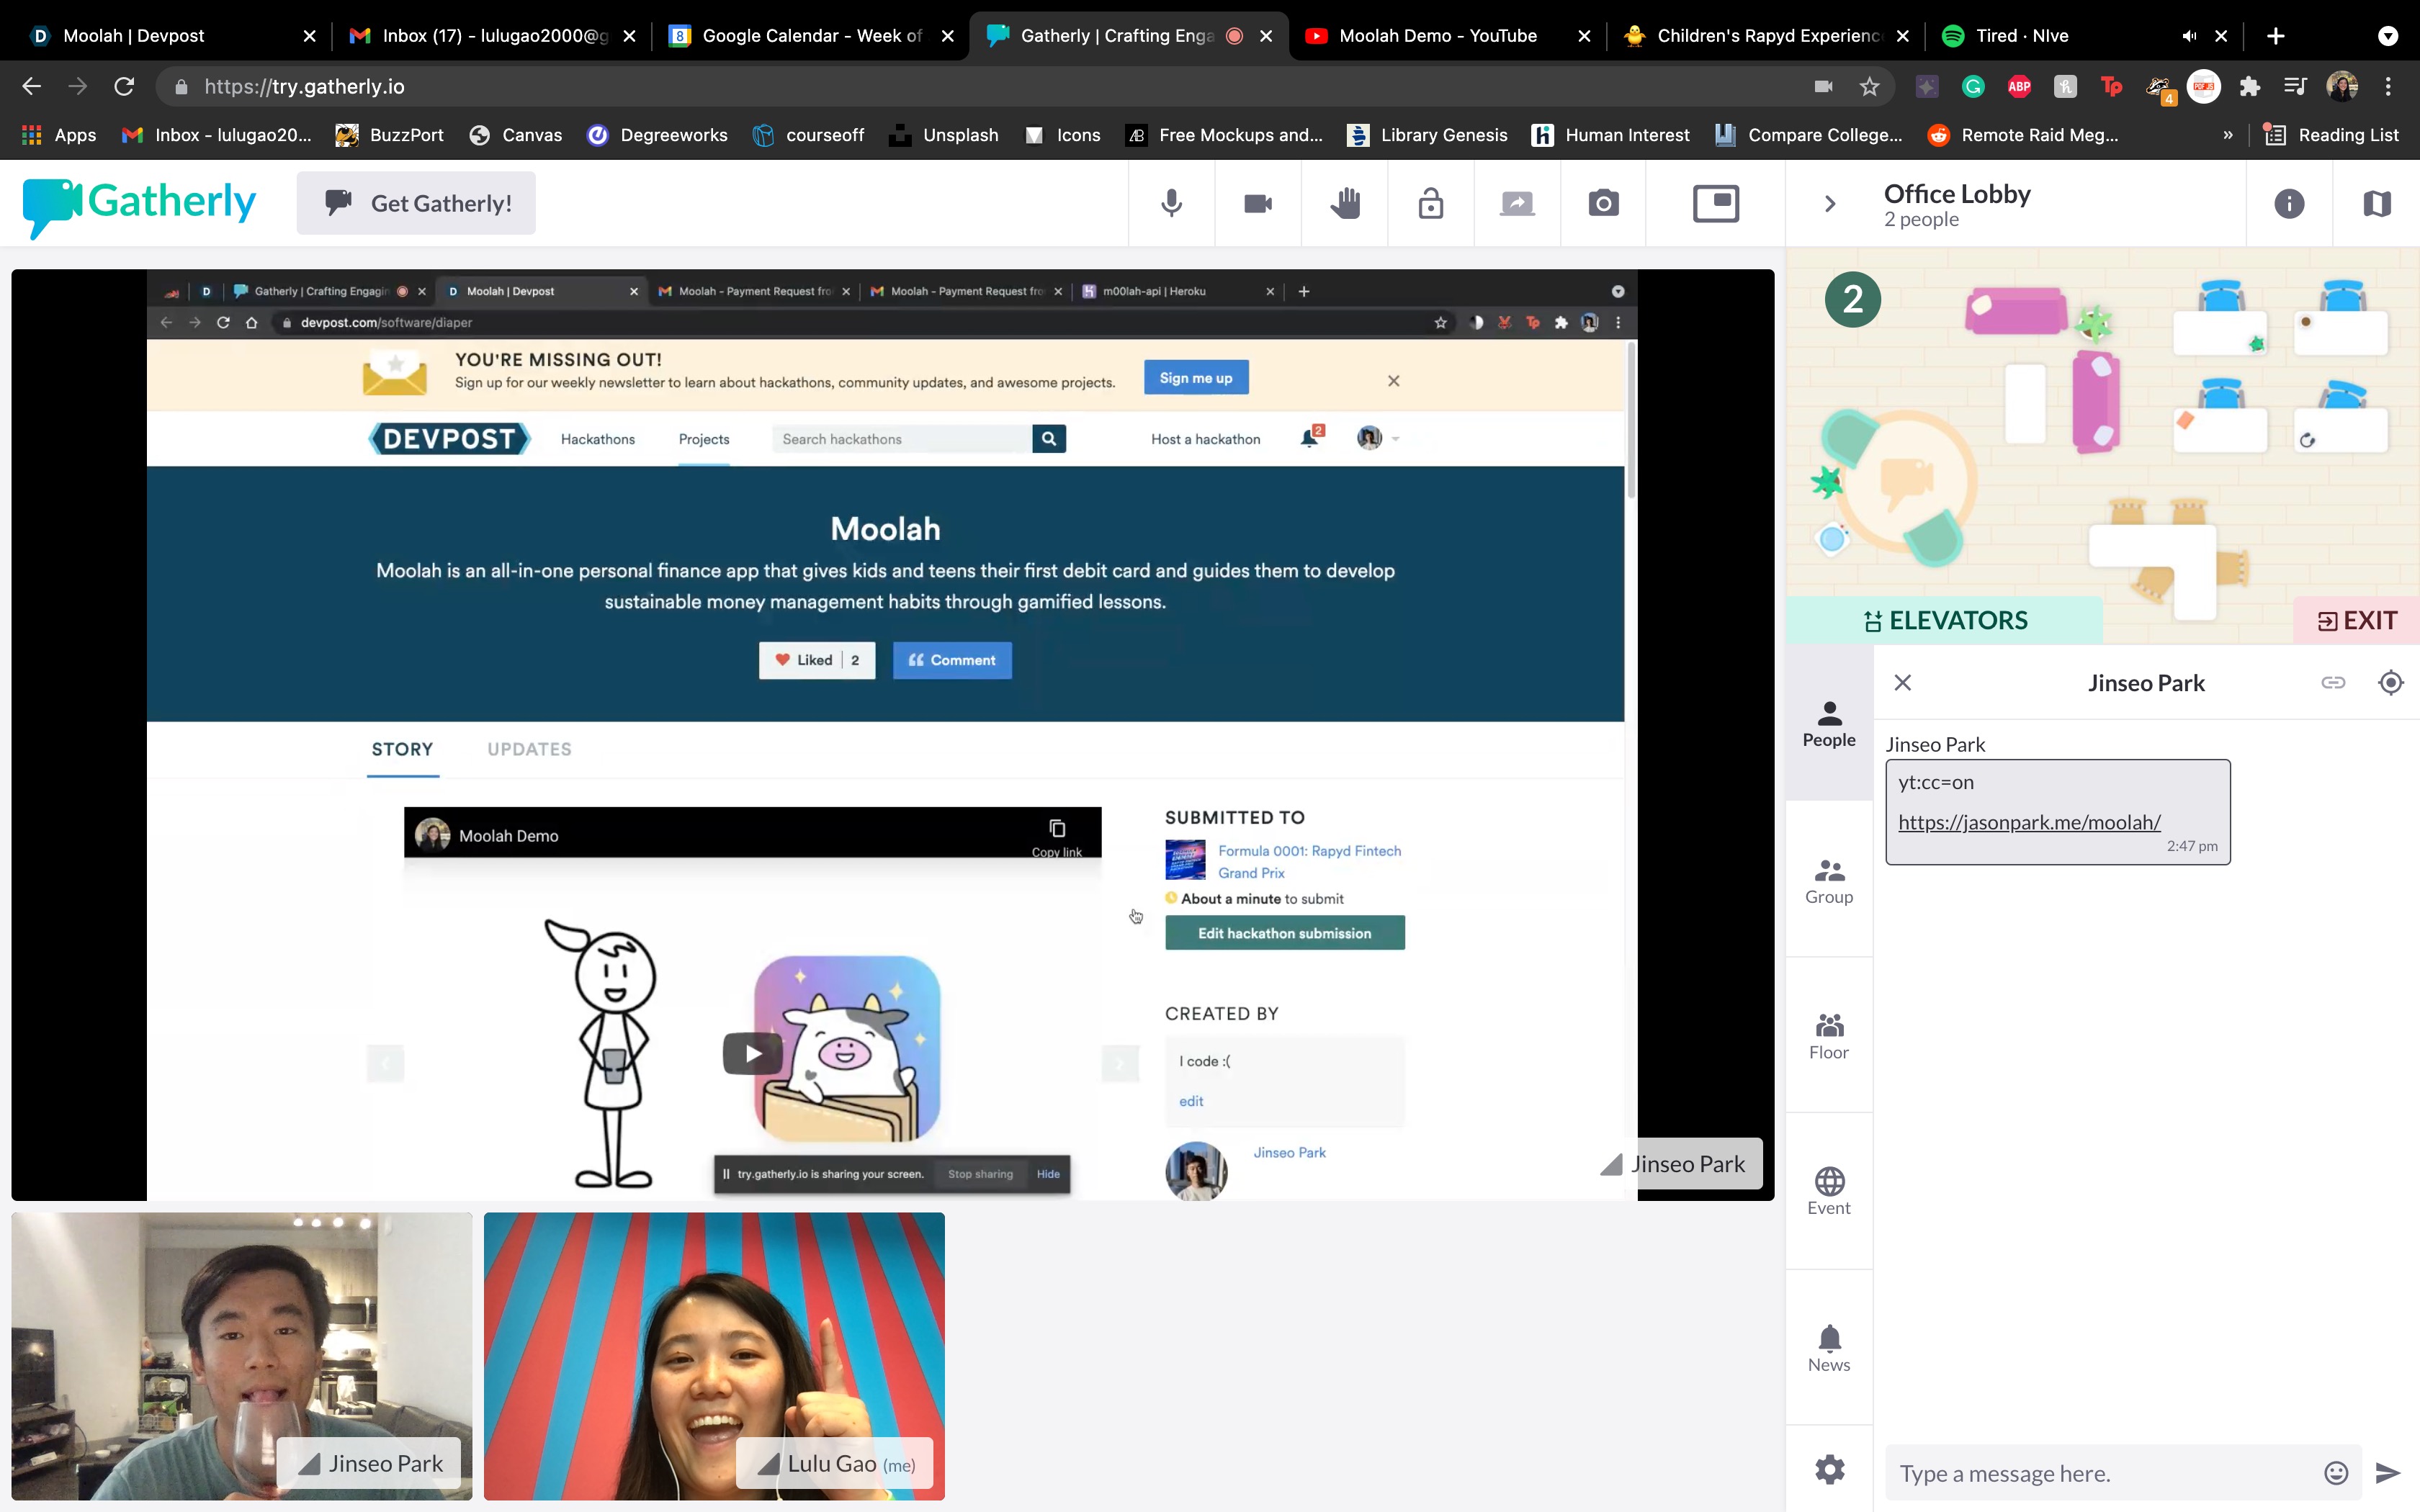 Moolah | Devpost
Inbox (17) - lulugao2000@g
Google Calendar - Week of
Gatherly | Crafting Enga
Moolah Demo - YouTube
Children's Rapyd Experienc
Tired · NIve
https://try.gatherly.io
ABP
Tp
4
Apps
Inbox - lulugao20...
BuzzPort
Canvas
Degreeworks
courseoff
Unsplash
Icons
Free Mockups and...
Library Genesis
Human Interest
Compare College...
Remote Raid Meg...
»
Reading List
Gatherly
Get Gatherly!
Office Lobby
2 people
Gatherly | Crafting Engagin
Moolah | Devpost
Moolah - Payment Request fro
Moolah - Payment Request fro
m00lah-api | Heroku
devpost.com/software/diaper
Tp
YOU'RE MISSING OUT!
Sign up for our weekly newsletter to learn about hackathons, community updates, and awesome projects.
Sign me up
DEVPOST
Hackathons
Projects
Search hackathons
Host a hackathon
2
Moolah
Moolah is an all-in-one personal finance app that gives kids and teens their first debit card and guides them to develop
sustainable money management habits through gamified lessons.
Liked 2
Comment
STORY
UPDATES
Moolah Demo
Copy link
SUBMITTED TO
Formula 0001: Rapyd Fintech
Grand Prix
About a minute to submit
Edit hackathon submission
CREATED BY
I code :(
edit
Jinseo Park
try.gatherly.io is sharing your screen.
Stop sharing
Hide
Jinseo Park
Jinseo Park
Lulu Gao (me)
2
ELEVATORS
EXIT
People
Group
Floor
Event
News
Jinseo Park
Jinseo Park
yt:cc=on
https://jasonpark.me/moolah/
2:47 pm
Type a message here.